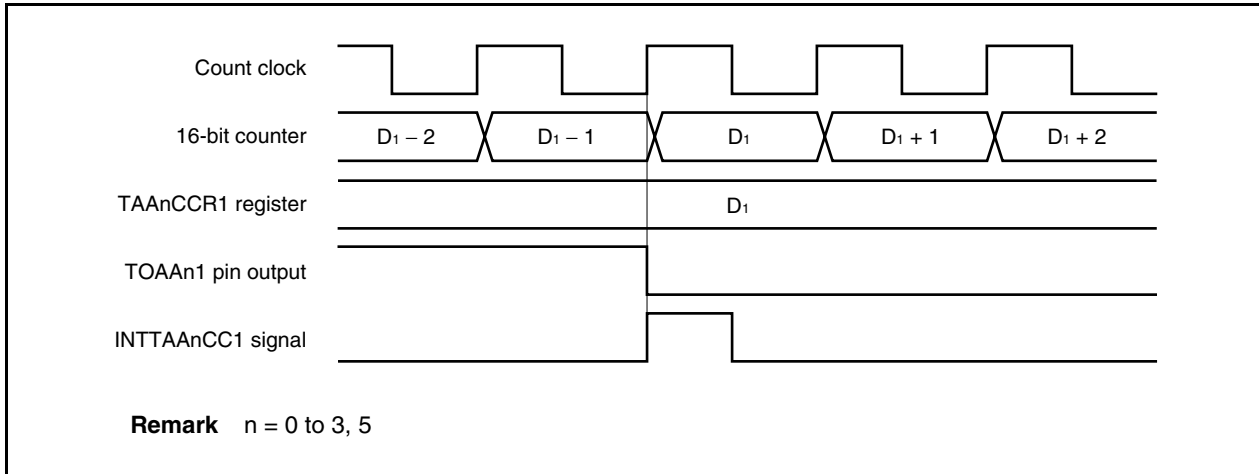 Count clock
16-bit counter D₁ – 2 D₁ – 1 D₁ D₁ + 1 D₁ + 2
TAAnCCR1 register D₁
TOAAn1 pin output
INTTAAnCC1 signal
Remark n = 0 to 3, 5